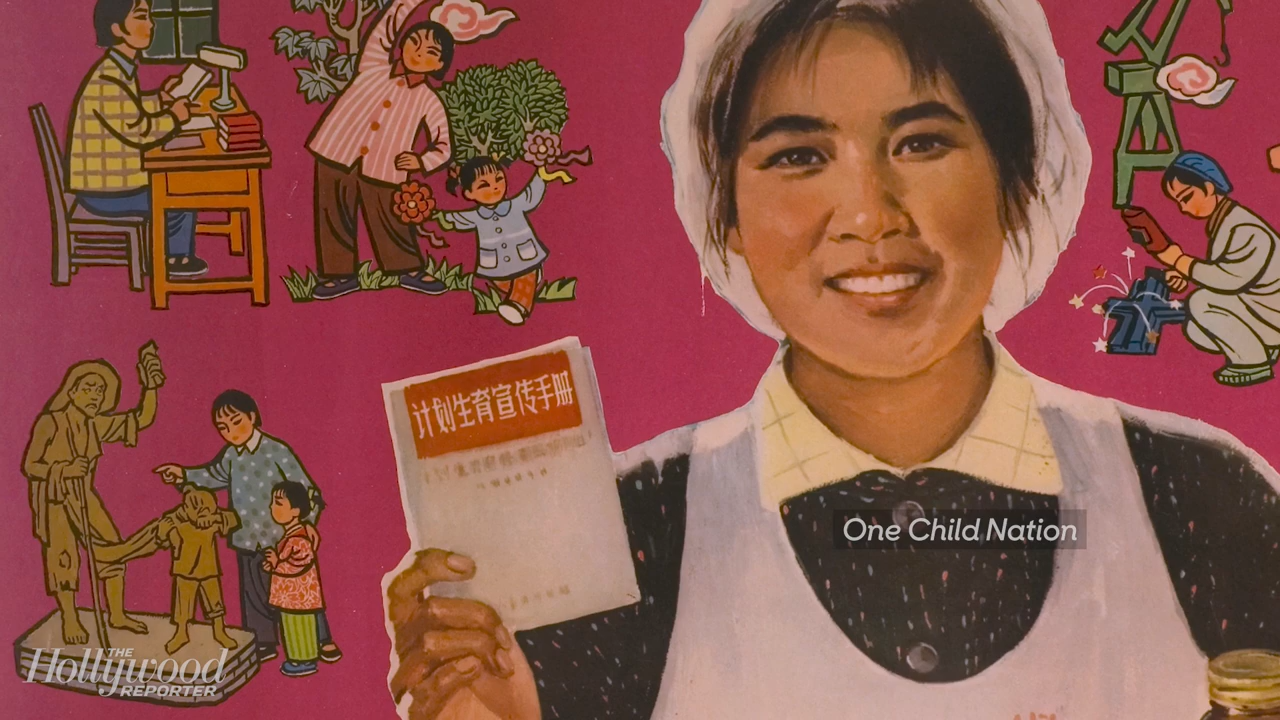 计划生育宣传手册
One Child Nation
THE
Hollywood
REPORTER